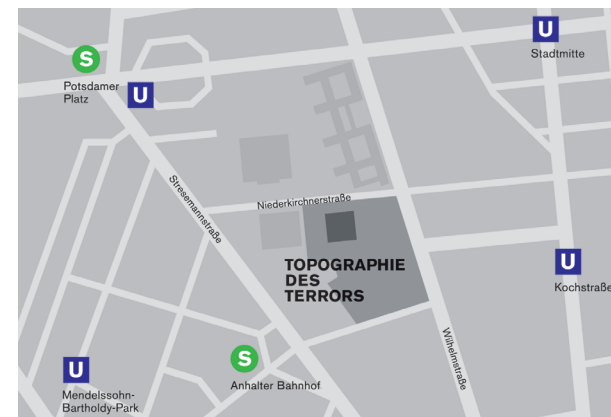 S
Potsdamer
Platz
U
U
Stadtmitte
Stresemannstraße
Niederkirchnerstraße
TOPOGRAPHIE
DES
TERRORS
U
Kochstraße
Wilhelmstraße
S
Anhalter Bahnhof
U
Mendelssohn-
Bartholdy-Park